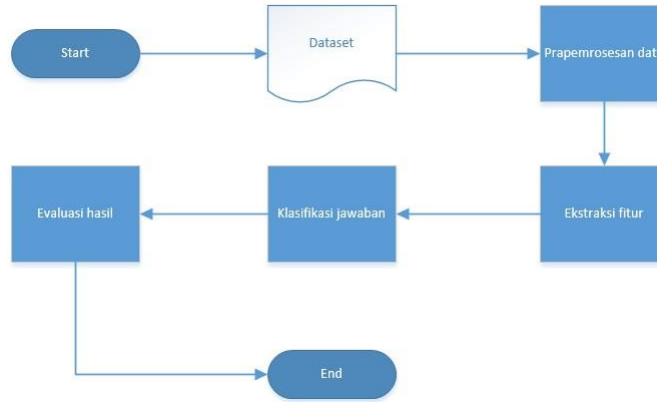 Start
Dataset
Prapemrosesan dat
Ekstraksi fitur
Klasifikasi jawaban
Evaluasi hasil
End